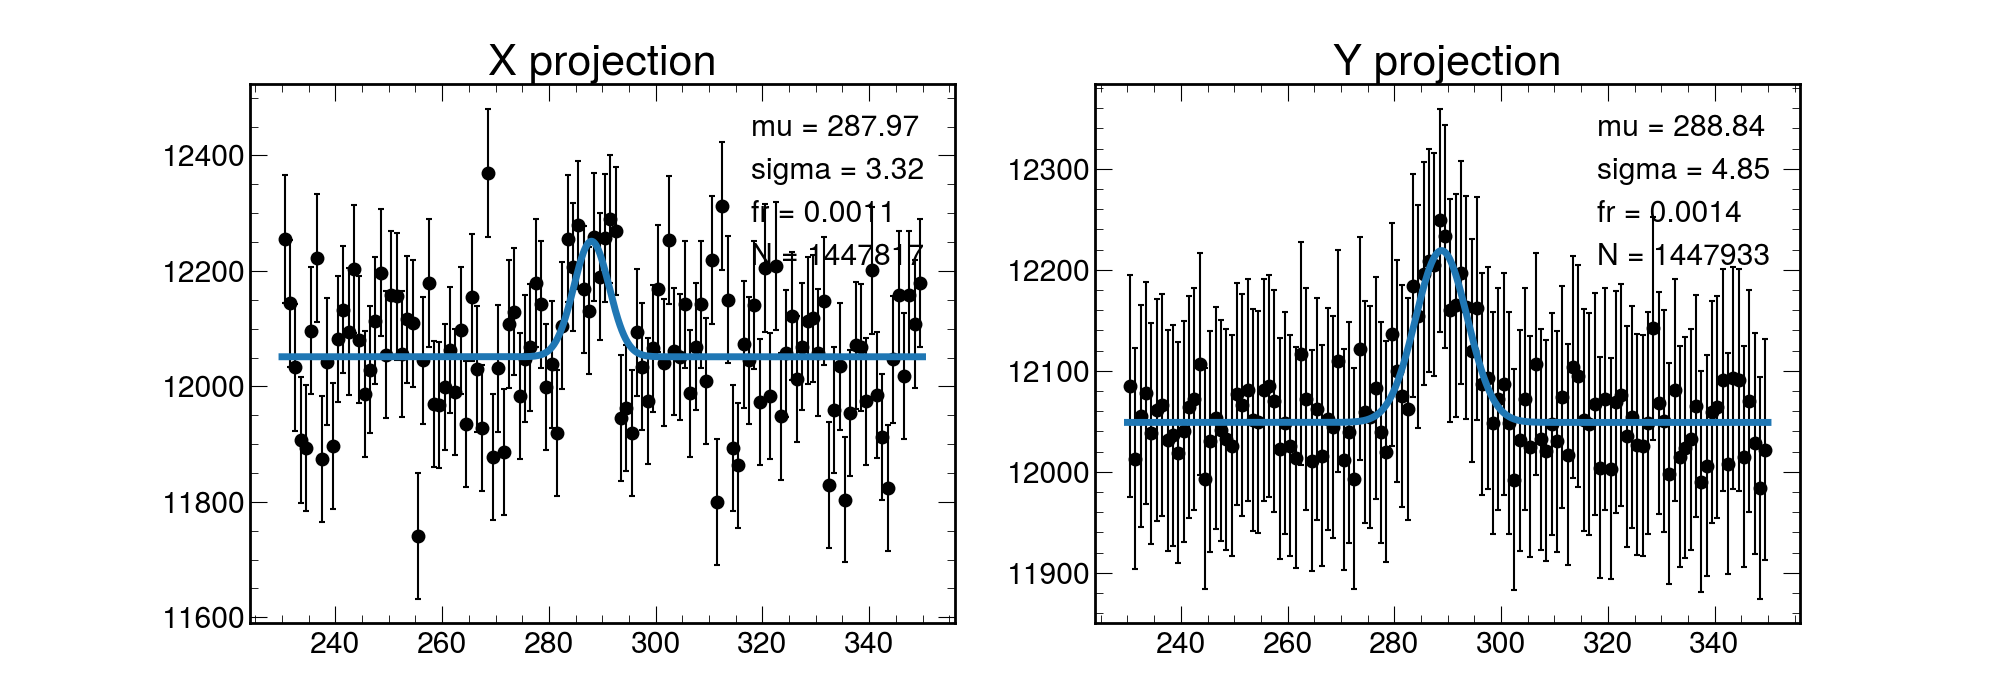 X projection
mu = 287.97
sigma = 3.32
fr = 0.0011
N = 1447817
12400
12200
12000
11800
11600
240 260 280 300 320 340
Y projection
mu = 288.84
sigma = 4.85
fr = 0.0014
N = 1447933
12300
12200
12100
12000
11900
240 260 280 300 320 340